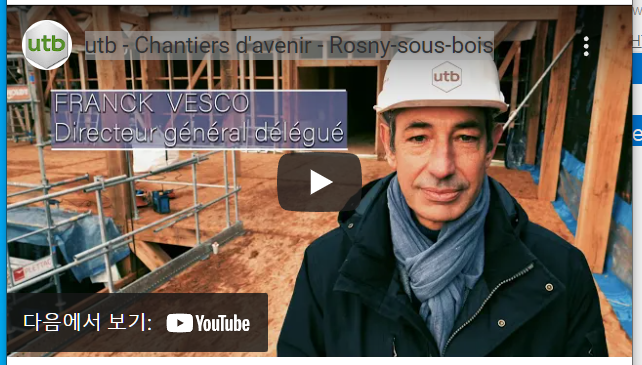 utb
utb - Chantiers d'avenir - Rosny-sous-bois
utb
FRANCK VESCO
Directeur général délégué
다음에서 보기: YouTube